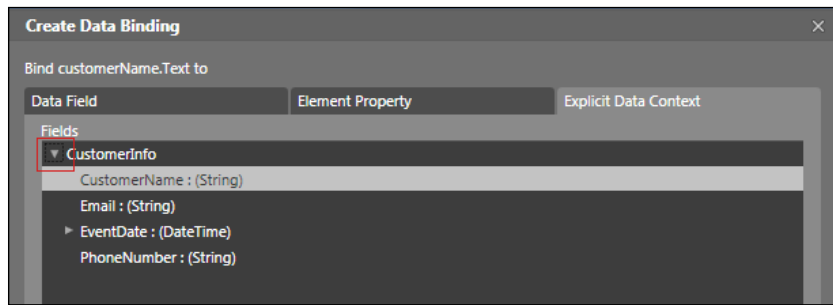 Create Data Binding
Bind customerName.Text to
Data Field Element Property Explicit Data Context
Fields
CustomerInfo
CustomerName : (String)
Email : (String)
EventDate : (DateTime)
PhoneNumber : (String)